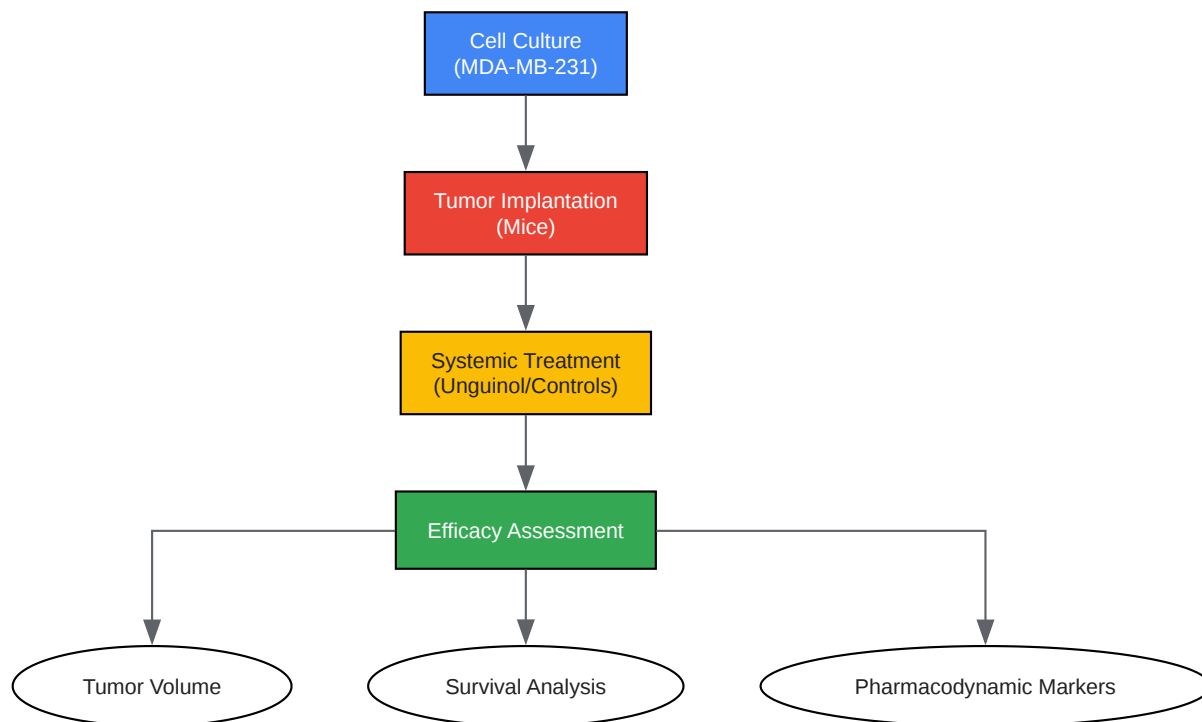 Cell Culture
(MDA-MB-231)
Tumor Implantation
(Mice)
Systemic Treatment
(Unguinol/Controls)
Efficacy Assessment
Tumor Volume
Survival Analysis
Pharmacodynamic Markers